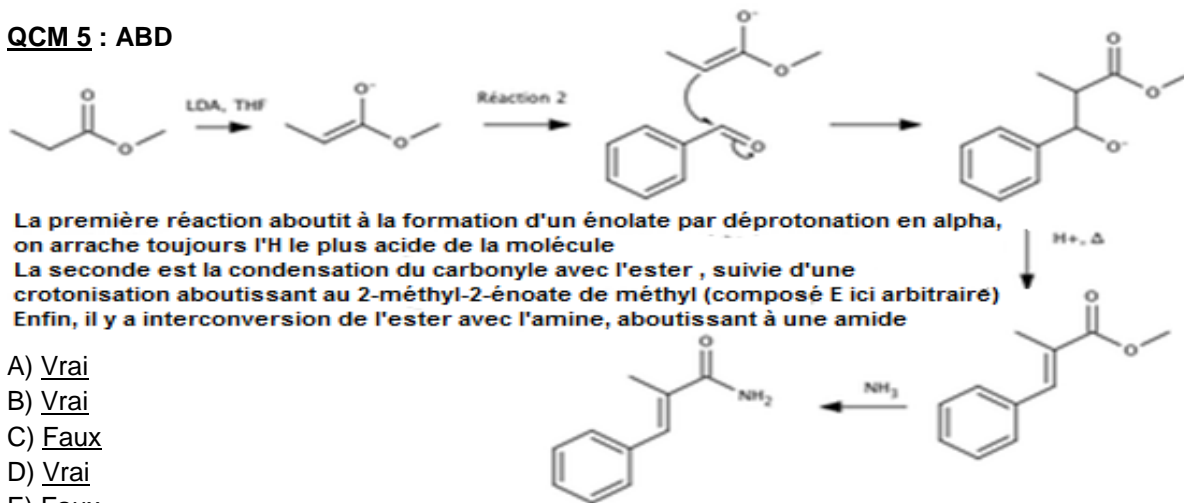 QCM 5 : ABD
LDA, THF
Réaction 2
La première réaction aboutit à la formation d'un énolate par déprotonation en alpha,
on arrache toujours l'H le plus acide de la molécule
La seconde est la condensation du carbonyle avec l'ester , suivie d'une
crotonisation aboutissant au 2-méthyl-2-énoate de méthyl (composé E ici arbitraire)
Enfin, il y a interconversion de l'ester avec l'amine, aboutissant à une amide
H+, Δ
NH₃
O
O
O⁻
O
O⁻
O
O
O
O
O⁻
O
O
O
NH₂
A) Vrai
B) Vrai
C) Faux
D) Vrai
E) Faux